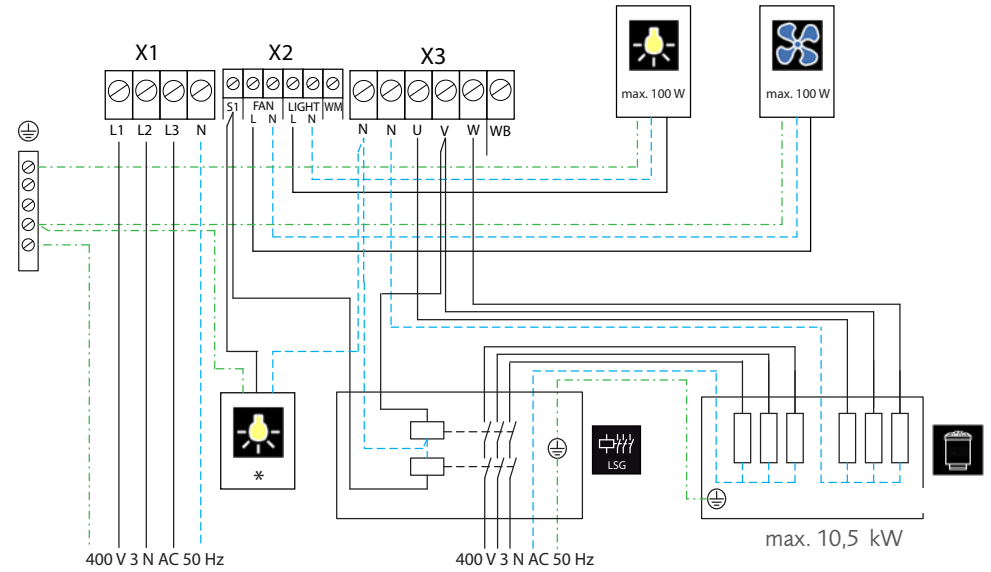 X1 X2 X3
max. 100 W max. 100 W
S1 FAN LIGHT WM
L N L N
L1 L2 L3 N N N U V W WB
LSG
*
max. 10,5 kW
400 V 3 N AC 50 Hz 400 V 3 N AC 50 Hz